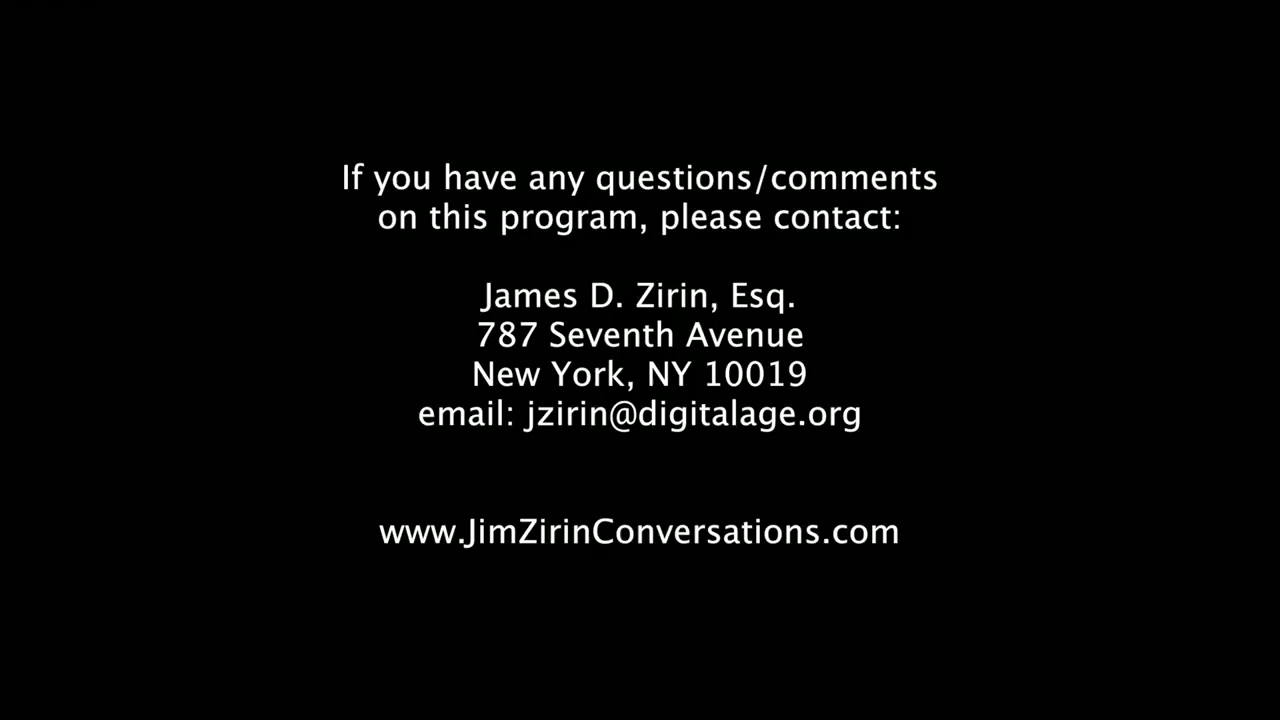 If you have any questions/comments
on this program, please contact:
James D. Zirin, Esq.
787 Seventh Avenue
New York, NY 10019
email: jzirin@digitalage.org
www.JimZirinConversations.com